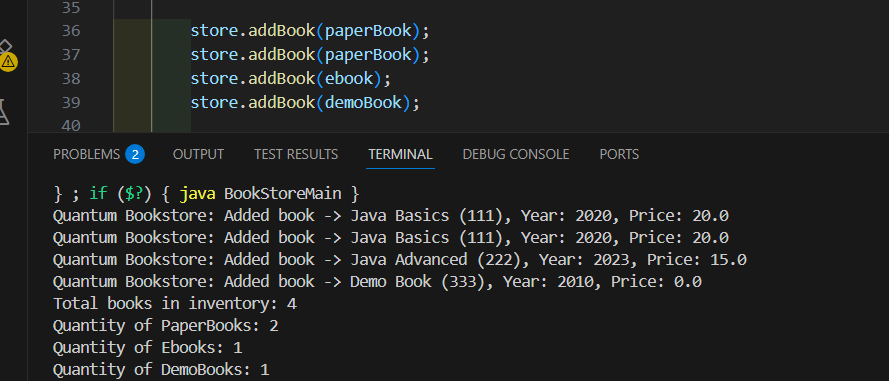 35
36 store.addBook(paperBook);
37 store.addBook(paperBook);
38 store.addBook(ebook);
39 store.addBook(demoBook);
40
PROBLEMS 2 OUTPUT TEST RESULTS TERMINAL DEBUG CONSOLE PORTS
} ; if ($?) { java BookStoreMain }
Quantum Bookstore: Added book -> Java Basics (111), Year: 2020, Price: 20.0
Quantum Bookstore: Added book -> Java Basics (111), Year: 2020, Price: 20.0
Quantum Bookstore: Added book -> Java Advanced (222), Year: 2023, Price: 15.0
Quantum Bookstore: Added book -> Demo Book (333), Year: 2010, Price: 0.0
Total books in inventory: 4
Quantity of PaperBooks: 2
Quantity of Ebooks: 1
Quantity of DemoBooks: 1